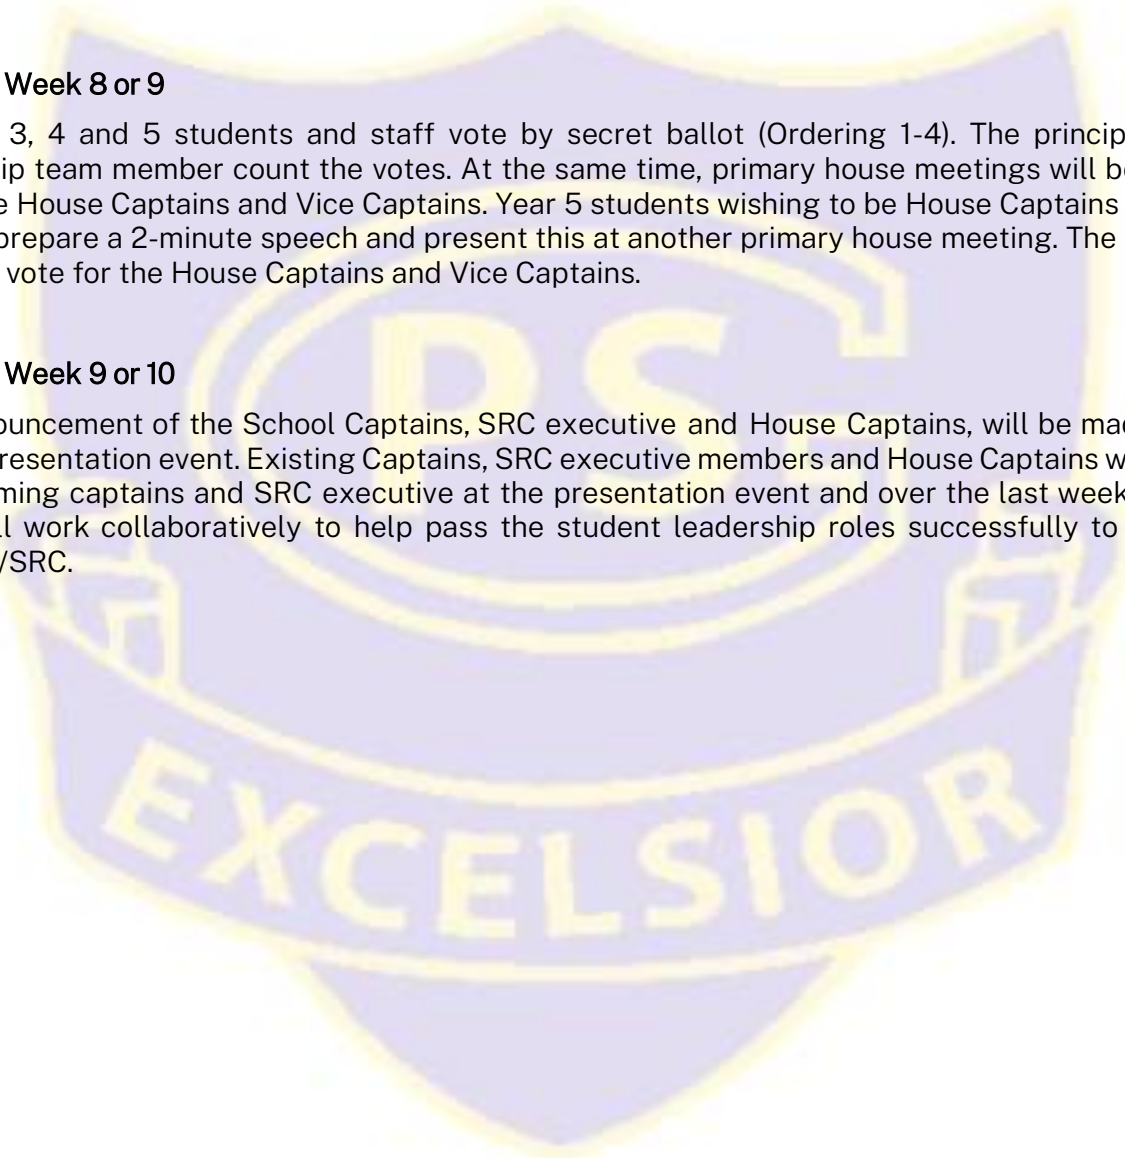 Week 8 or 9
3, 4 and 5 students and staff vote by secret ballot (Ordering 1-4). The princip
ip team member count the votes. At the same time, primary house meetings will b
e House Captains and Vice Captains. Year 5 students wishing to be House Captains
prepare a 2-minute speech and present this at another primary house meeting. The
vote for the House Captains and Vice Captains.
Week 9 or 10
ouncement of the School Captains, SRC executive and House Captains, will be ma
resentation event. Existing Captains, SRC executive members and House Captains w
ming captains and SRC executive at the presentation event and over the last week
ll work collaboratively to help pass the student leadership roles successfully to
/SRC.
PS
EXCELSIOR